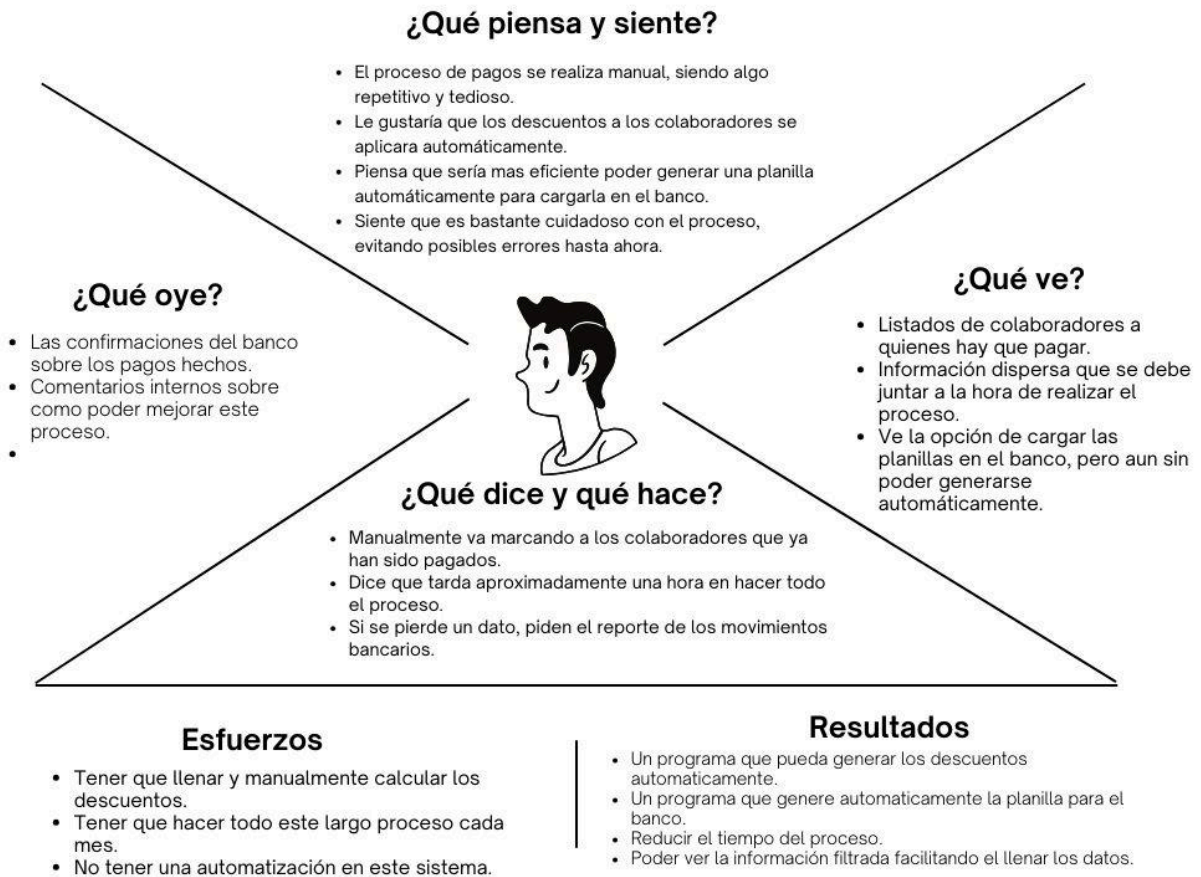 ¿Qué piensa y siente?
• El proceso de pagos se realiza manual, siendo algo
repetitivo y tedioso.
• Le gustaría que los descuentos a los colaboradores se
aplicara automáticamente.
• Piensa que sería mas eficiente poder generar una planilla
automáticamente para cargarla en el banco.
• Siente que es bastante cuidadoso con el proceso,
evitando posibles errores hasta ahora.
¿Qué oye?
• Las confirmaciones del banco
sobre los pagos hechos.
• Comentarios internos sobre
como poder mejorar este
proceso.
•
¿Qué ve?
• Listados de colaboradores a
quienes hay que pagar.
• Información dispersa que se debe
juntar a la hora de realizar el
proceso.
• Ve la opción de cargar las
planillas en el banco, pero aun sin
poder generarse
automáticamente.
¿Qué dice y qué hace?
• Manualmente va marcando a los colaboradores que ya
han sido pagados.
• Dice que tarda aproximadamente una hora en hacer todo
el proceso.
• Si se pierde un dato, piden el reporte de los movimientos
bancarios.
Esfuerzos
• Tener que llenar y manualmente calcular los
descuentos.
• Tener que hacer todo este largo proceso cada
mes.
• No tener una automatización en este sistema.
Resultados
• Un programa que pueda generar los descuentos
automaticamente.
• Un programa que genere automaticamente la planilla para el
banco.
• Reducir el tiempo del proceso.
• Poder ver la información filtrada facilitando el llenar los datos.